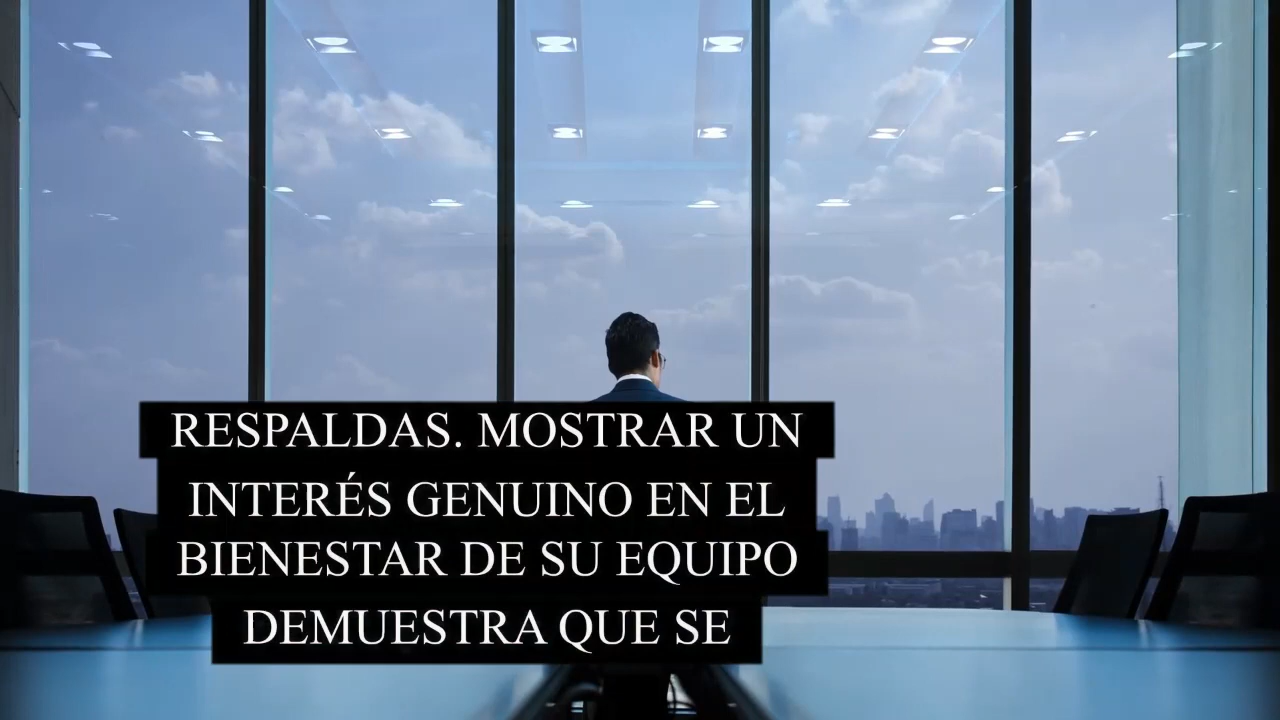 RESPALDAS. MOSTRAR UN
INTERÉS GENUINO EN EL
BIENESTAR DE SU EQUIPO
DEMUESTRA QUE SE